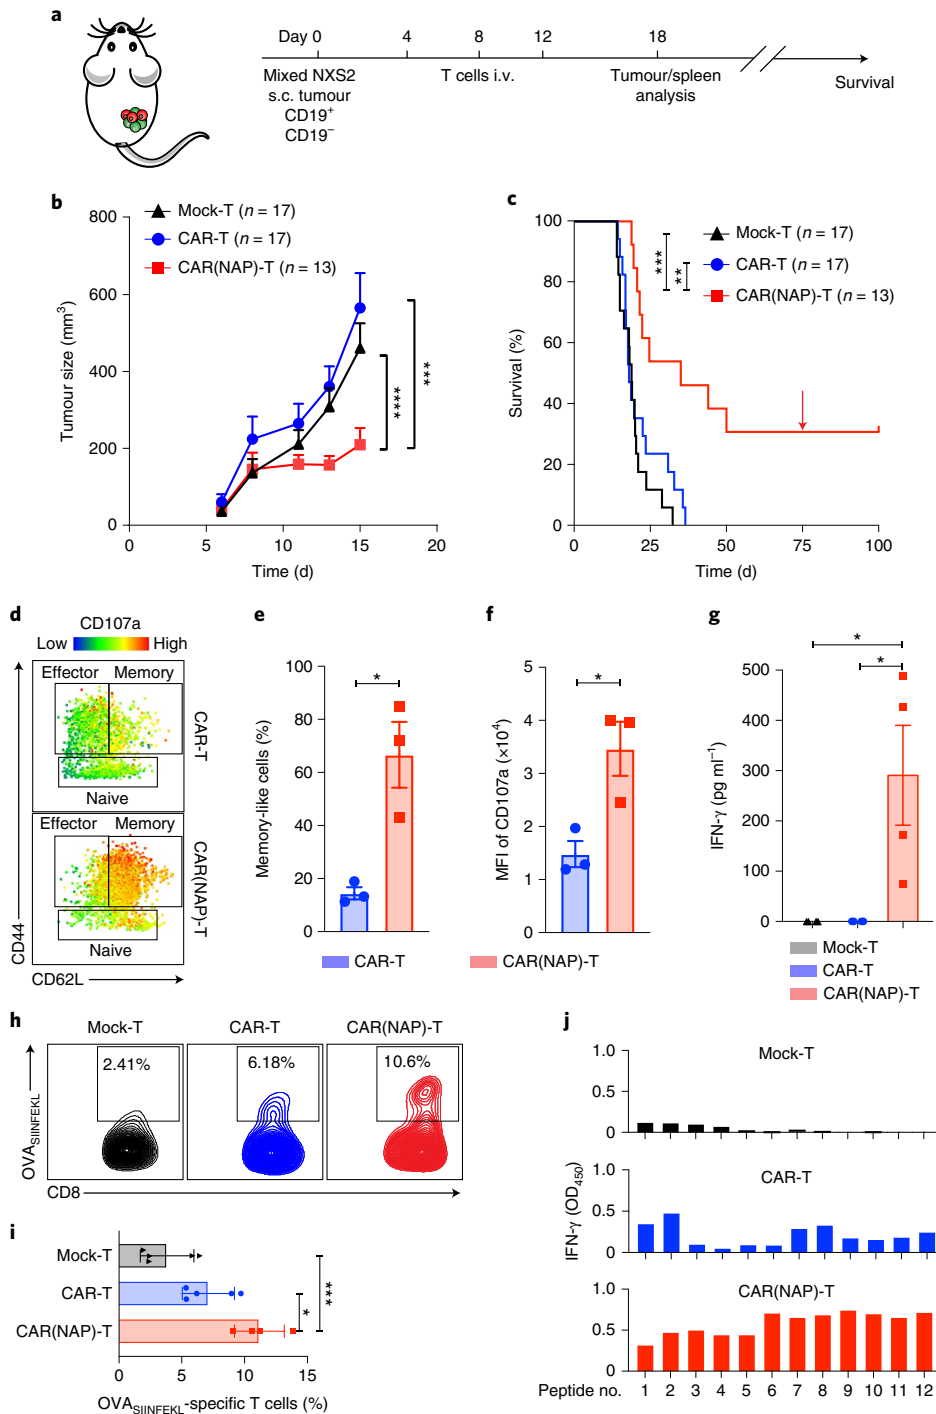 a
Day 0 4 8 12 18
Mixed NXS2
s.c. tumour
CD19+
CD19−
T cells i.v.
Tumour/spleen
analysis
Survival
b
Mock-T (n = 17)
CAR-T (n = 17)
CAR(NAP)-T (n = 13)
Tumour size (mm³)
800
600
400
200
0
0 5 10 15 20
Time (d)
****
***
c
Mock-T (n = 17)
CAR-T (n = 17)
CAR(NAP)-T (n = 13)
***
**
Survival (%)
100
80
60
40
20
0
0 25 50 75 100
Time (d)
d
CD107a
Low High
Effector Memory
Naive
CAR-T
Effector Memory
Naive
CAR(NAP)-T
CD44
CD62L
e
Memory-like cells (%)
100
80
60
40
20
0
*
f
MFI of CD107a (×10⁴)
5
4
3
2
1
0
*
CAR-T
CAR(NAP)-T
g
IFN-γ (pg ml⁻¹)
500
400
300
200
100
0
*
*
Mock-T
CAR-T
CAR(NAP)-T
h
Mock-T CAR-T CAR(NAP)-T
2.41% 6.18% 10.6%
OVA_SIINFEKL
CD8
i
Mock-T
CAR-T
CAR(NAP)-T
***
*
0 5 10 15
OVA_SIINFEKL-specific T cells (%)
j
Mock-T
1.0
0.5
0
CAR-T
1.0
0.5
0
IFN-γ (OD₄₅₀)
CAR(NAP)-T
1.0
0.5
0
Peptide no. 1 2 3 4 5 6 7 8 9 10 11 12